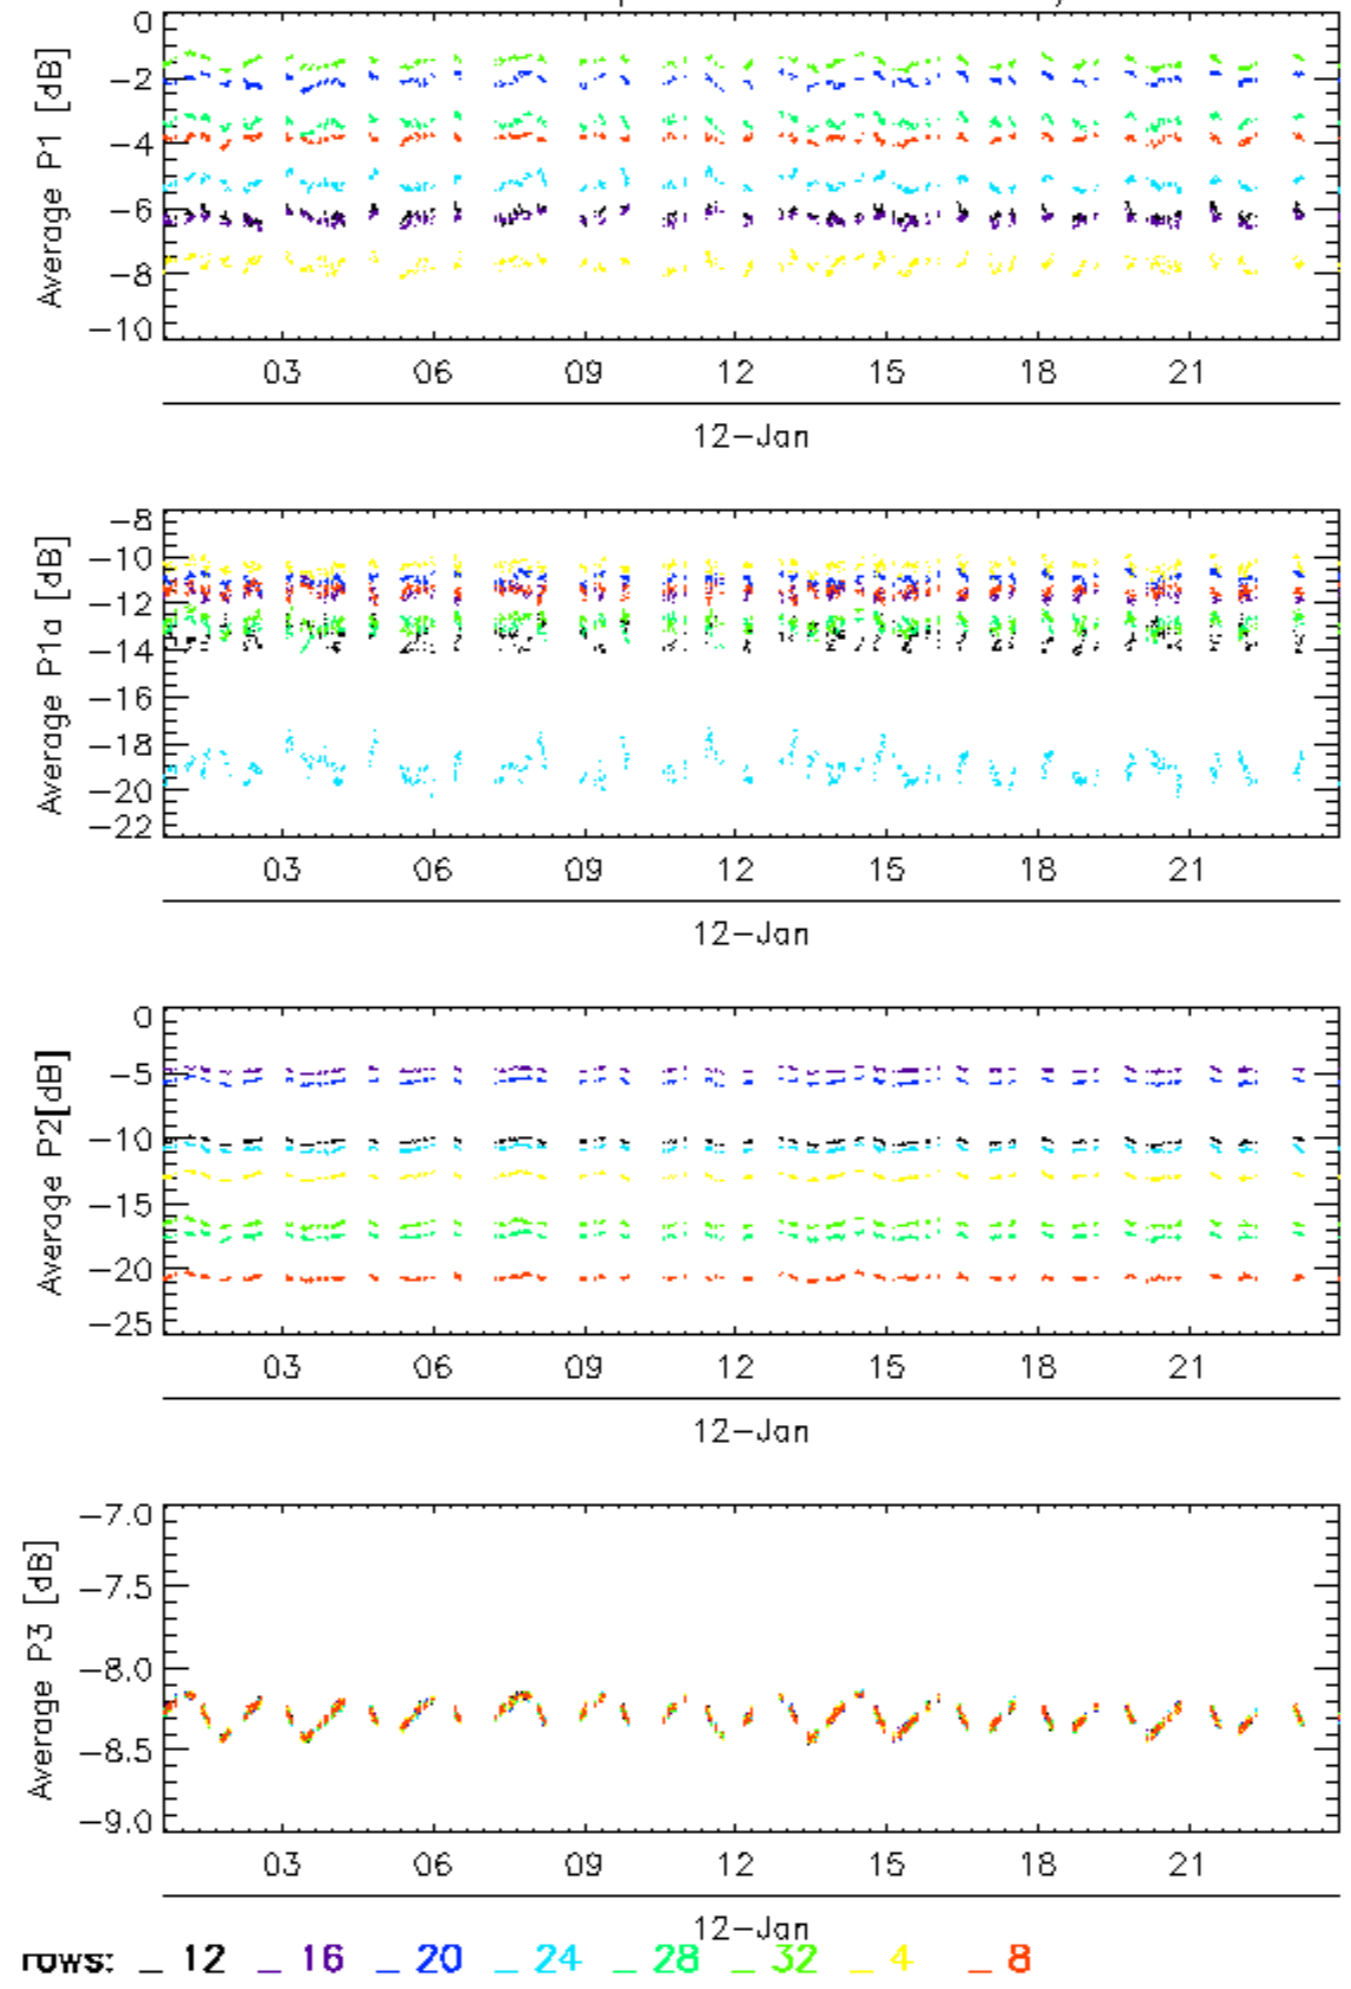 0
−2
−4
−6
−8
−10
Average P1 [dB]
03 06 09 12 15 18 21
12−Jan
−8
−10
−12
−14
−16
−18
−20
−22
Average P1a [dB]
03 06 09 12 15 18 21
12−Jan
0
−5
−10
−15
−20
−25
Average P2[dB]
03 06 09 12 15 18 21
12−Jan
−7.0
−7.5
−8.0
−8.5
−9.0
Average P3 [dB]
03 06 09 12 15 18 21
12−Jan
rows: _ 12 _ 16 _ 20 _ 24 _ 28 _ 32 _ 4 _ 8